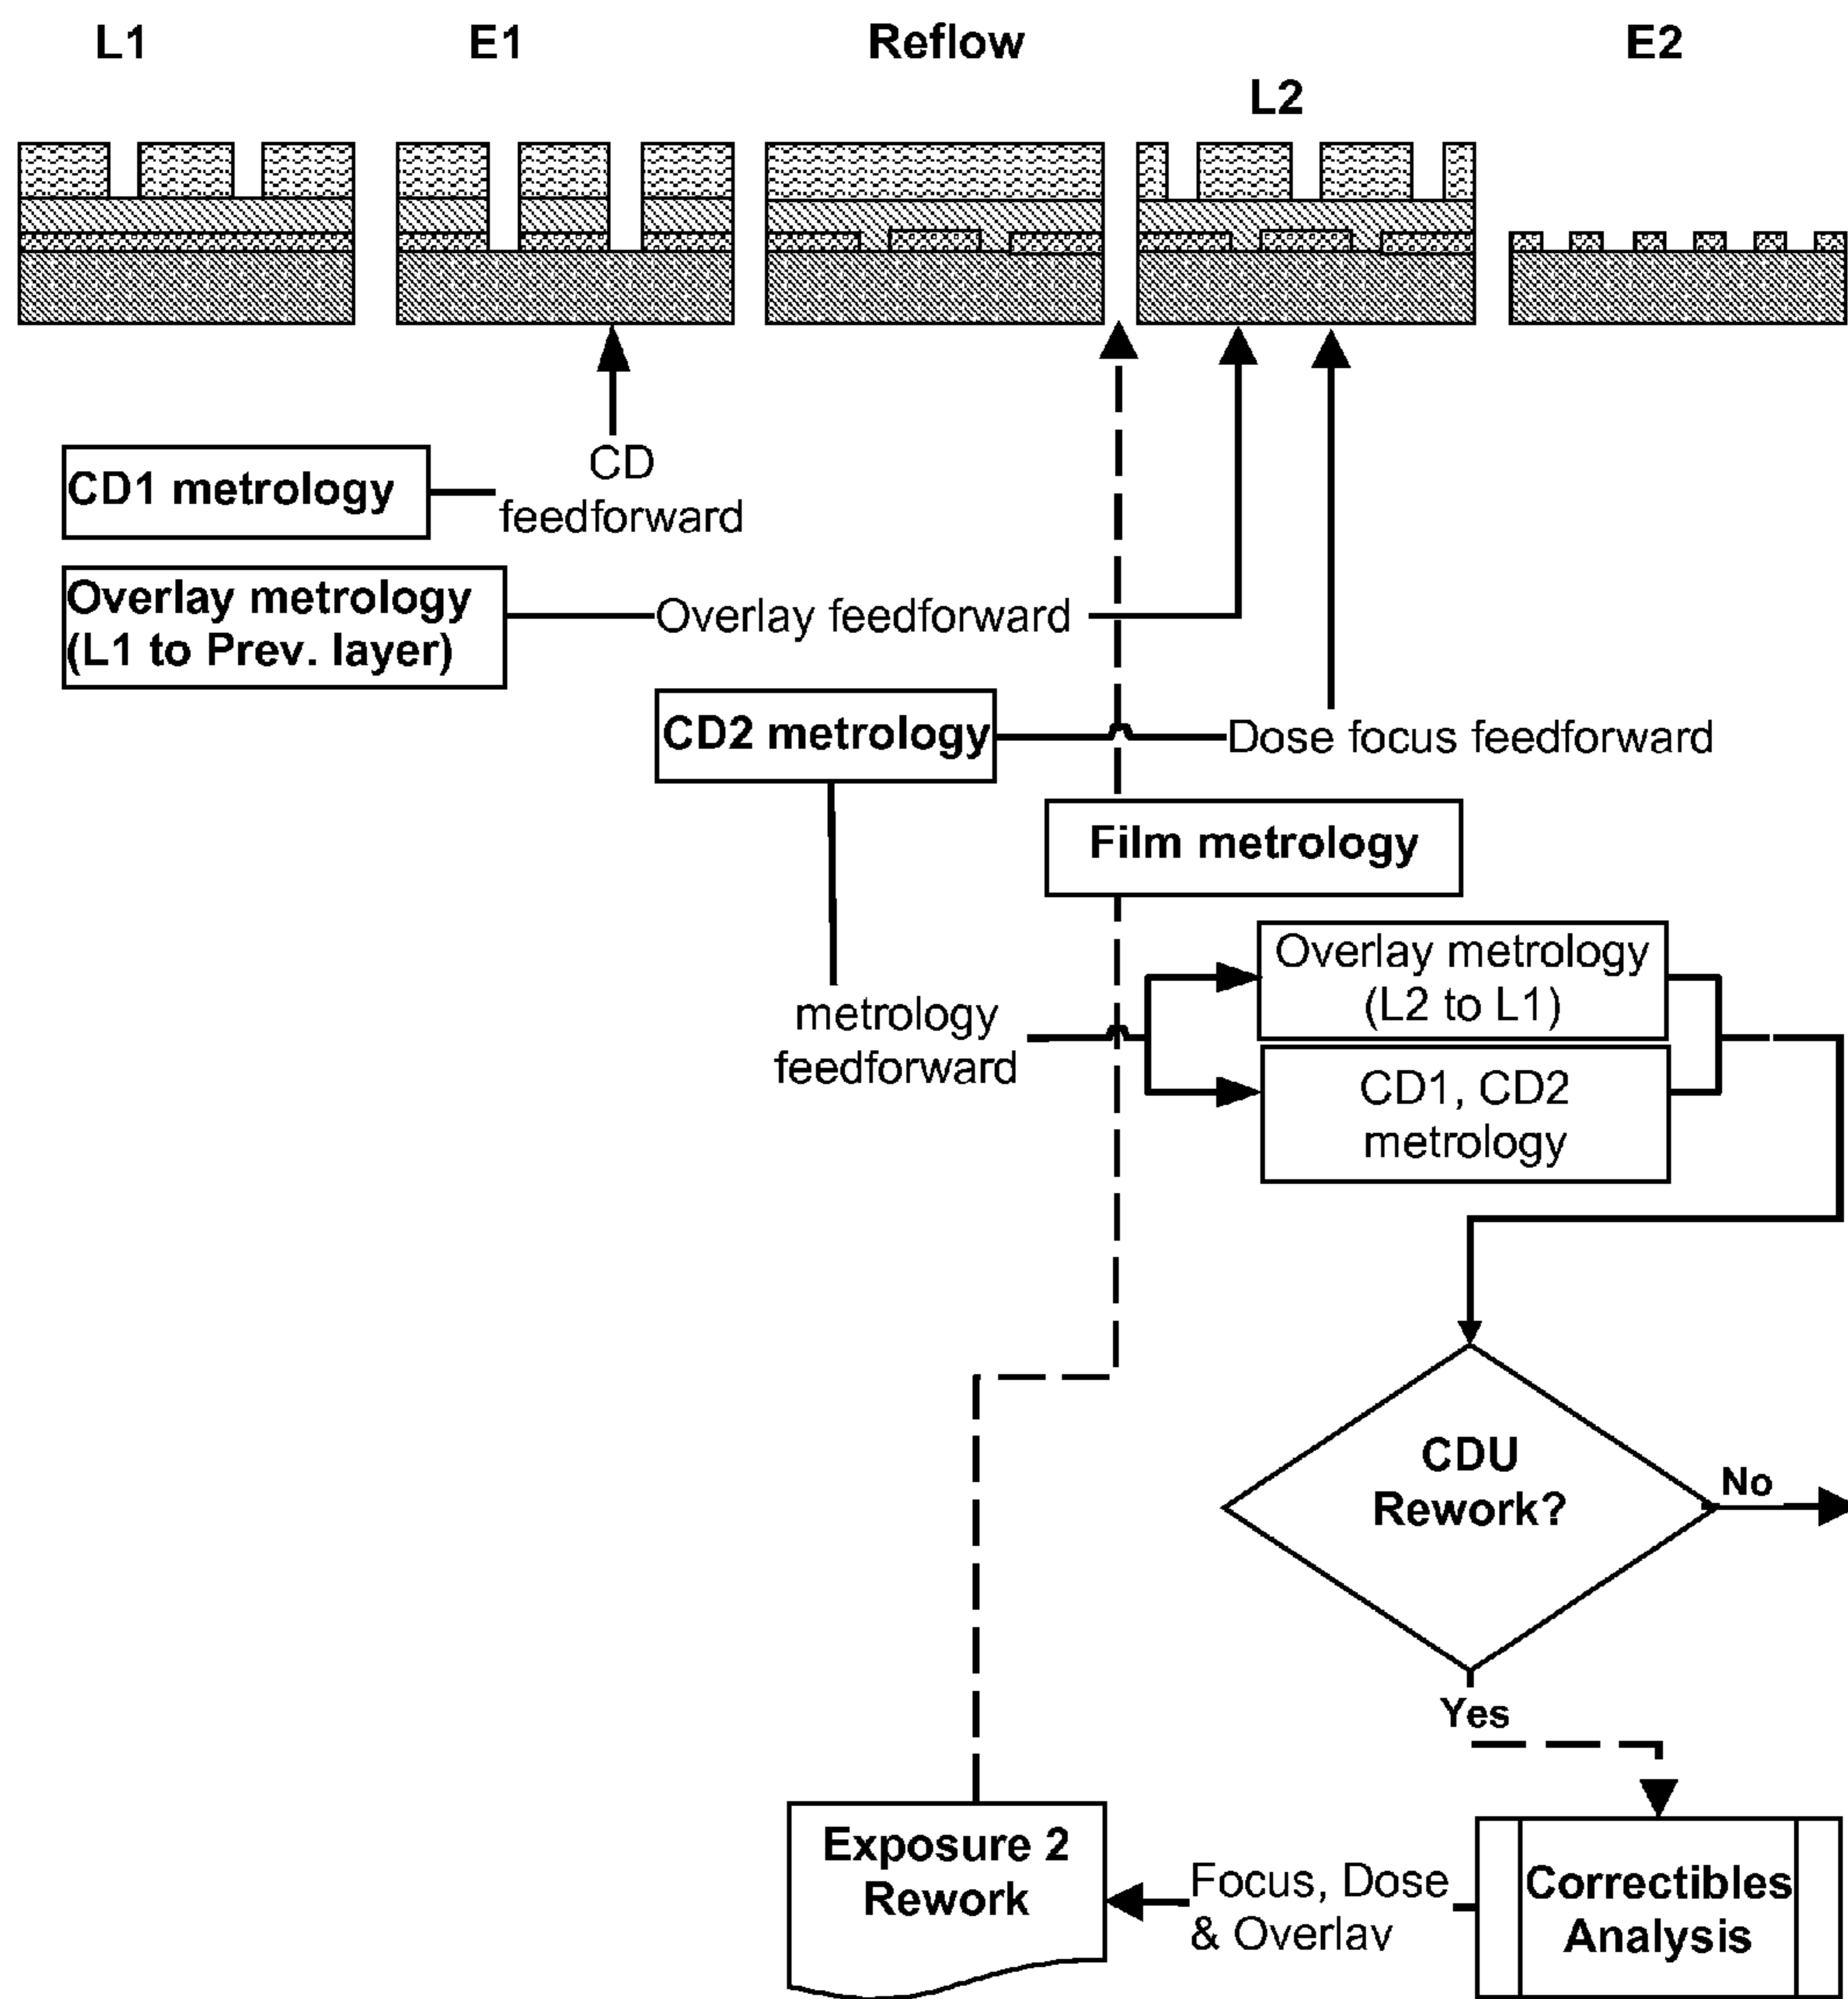 L1
E1
Reflow
L2
E2
CD1 metrology
CD
feedforward
Overlay metrology
(L1 to Prev. layer)
Overlay feedforward
CD2 metrology
Dose focus feedforward
Film metrology
metrology
feedforward
Overlay metrology
(L2 to L1)
CD1, CD2
metrology
CDU
Rework?
No
Yes
Exposure 2
Rework
Focus, Dose
& Overlay
Correctibles
Analysis